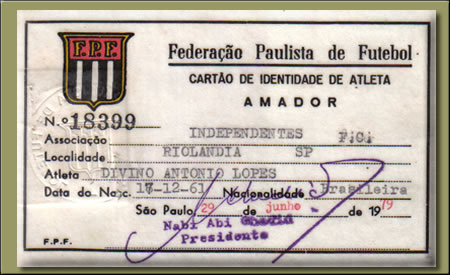 F.P.F.
Federação Paulista de Futebol
CARTÃO DE IDENTIDADE DE ATLETA
AMADOR
N.º 18399
Associação INDEPENDENTES F.C.
Localidade RIOLANDIA SP
Atleta DIVINO ANTONIO LOPES
Data do Nasc. 17-12-61 Nacionalidade Brasileira
São Paulo 29 de junho de 1979
Nabi Abi
Presidente
F.P.F.